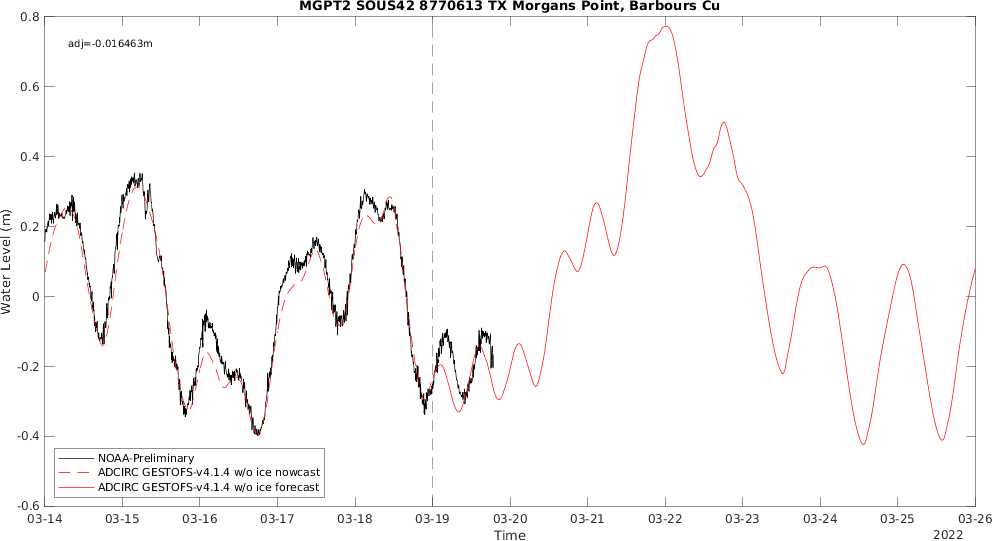 MGPT2 SOUS42 8770613 TX Morgans Point, Barbours Cu
adj=-0.016463m
0.8
0.6
0.4
0.2
0
-0.2
-0.4
-0.6
Water Level (m)
NOAA-Preliminary
ADCIRC GESTOFS-v4.1.4 w/o ice nowcast
ADCIRC GESTOFS-v4.1.4 w/o ice forecast
03-14 03-15 03-16 03-17 03-18 03-19 03-20 03-21 03-22 03-23 03-24 03-25 03-26
Time
2022